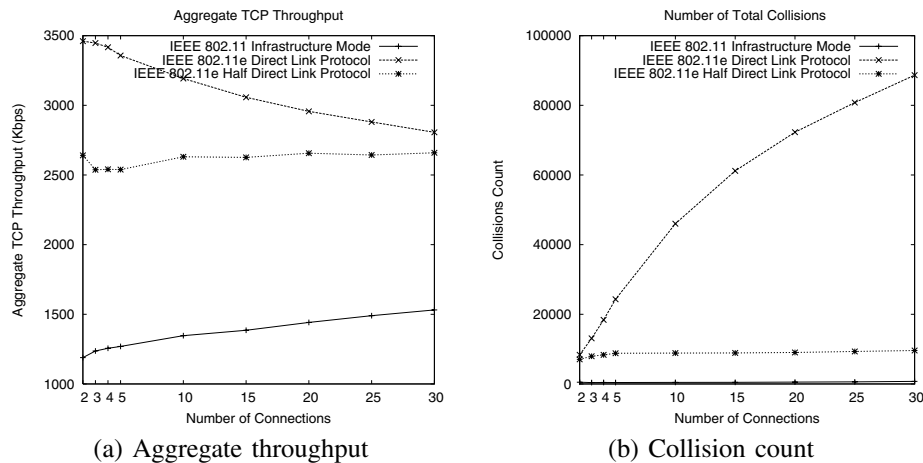 Aggregate TCP Throughput
3500
3000
2500
2000
1500
1000
Aggregate TCP Throughput (Kbps)
IEEE 802.11 Infrastructure Mode
IEEE 802.11e Direct Link Protocol
IEEE 802.11e Half Direct Link Protocol
2 3 4 5 10 15 20 25 30
Number of Connections
(a) Aggregate throughput
Number of Total Collisions
100000
80000
60000
40000
20000
0
Collisions Count
IEEE 802.11 Infrastructure Mode
IEEE 802.11e Direct Link Protocol
IEEE 802.11e Half Direct Link Protocol
2 3 4 5 10 15 20 25 30
Number of Connections
(b) Collision count